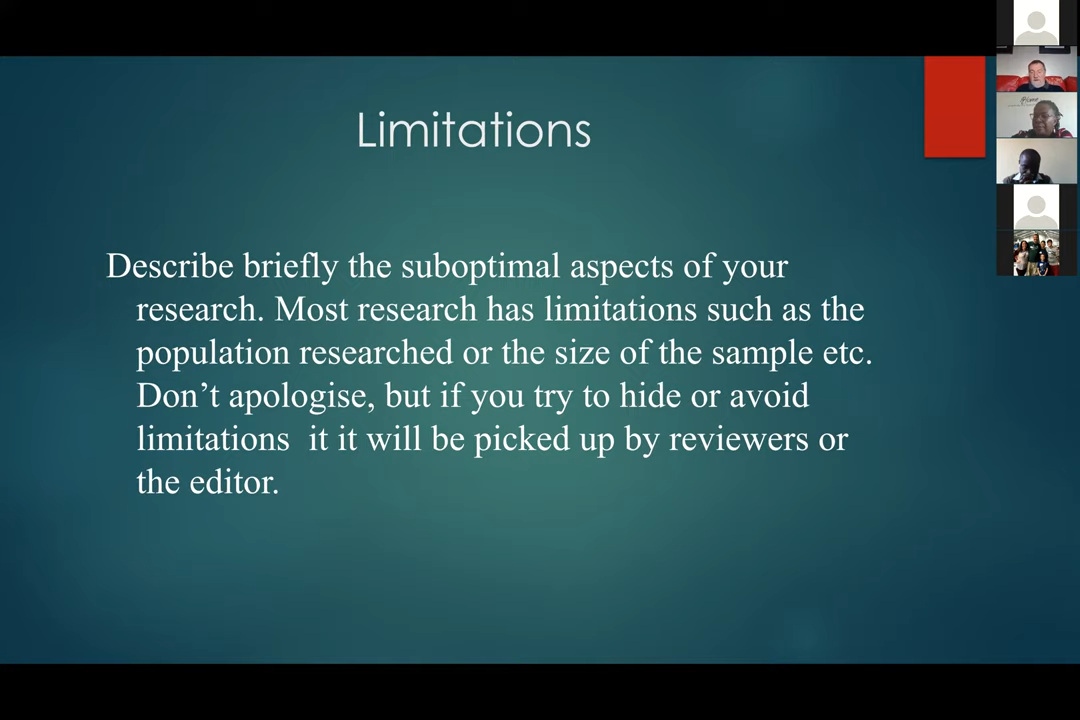 Limitations
Describe briefly the suboptimal aspects of your
research. Most research has limitations such as the
population researched or the size of the sample etc.
Don’t apologise, but if you try to hide or avoid
limitations  it it will be picked up by reviewers or
the editor.